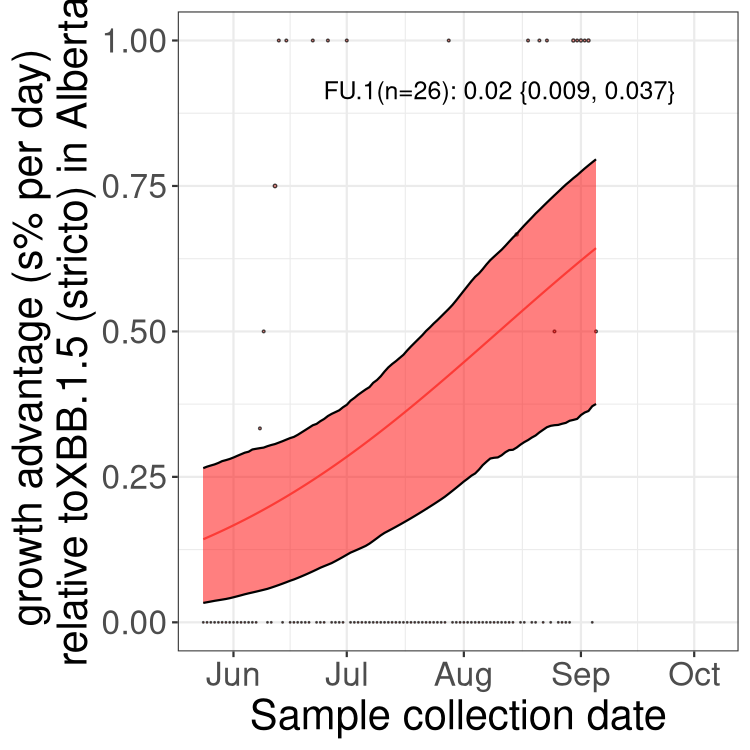 growth advantage (s% per day)
relative toXBB.1.5 (stricto) in Alberta
1.00
0.75
0.50
0.25
0.00
FU.1(n=26): 0.02 {0.009, 0.037}
Jun
Jul
Aug
Sep
Oct
Sample collection date